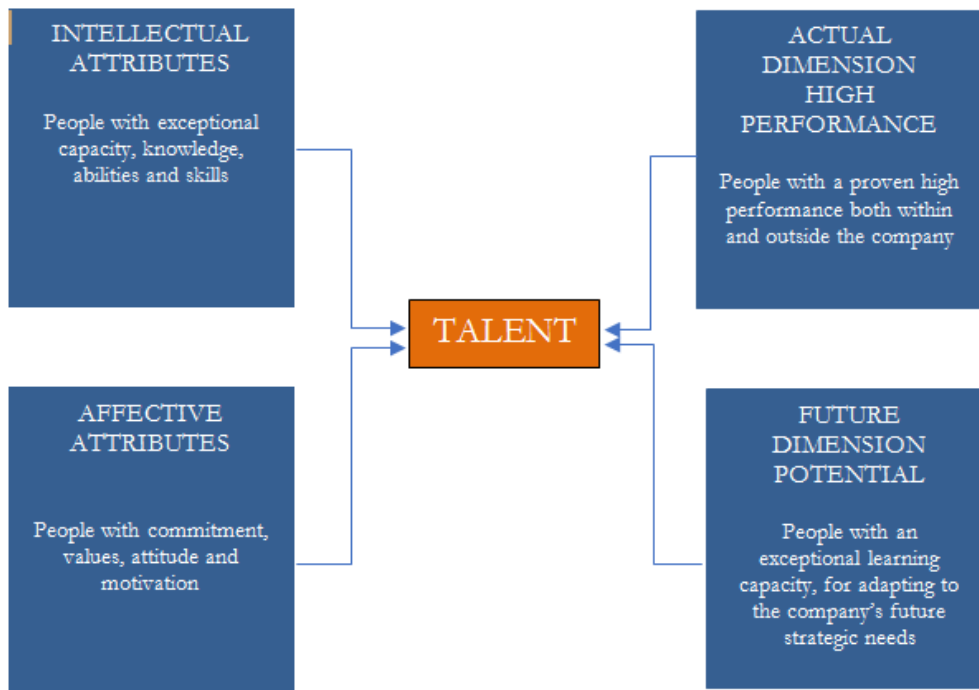 INTELLECTUAL
ATTRIBUTES
People with exceptional
capacity, knowledge,
abilities and skills
ACTUAL
DIMENSION
HIGH
PERFORMANCE
People with a proven high
performance both within
and outside the company
TALENT
AFFECTIVE
ATTRIBUTES
People with commitment,
values, attitude and
motivation
FUTURE
DIMENSION
POTENTIAL
People with an
exceptional learning
capacity, for adapting to
the company's future
strategic needs